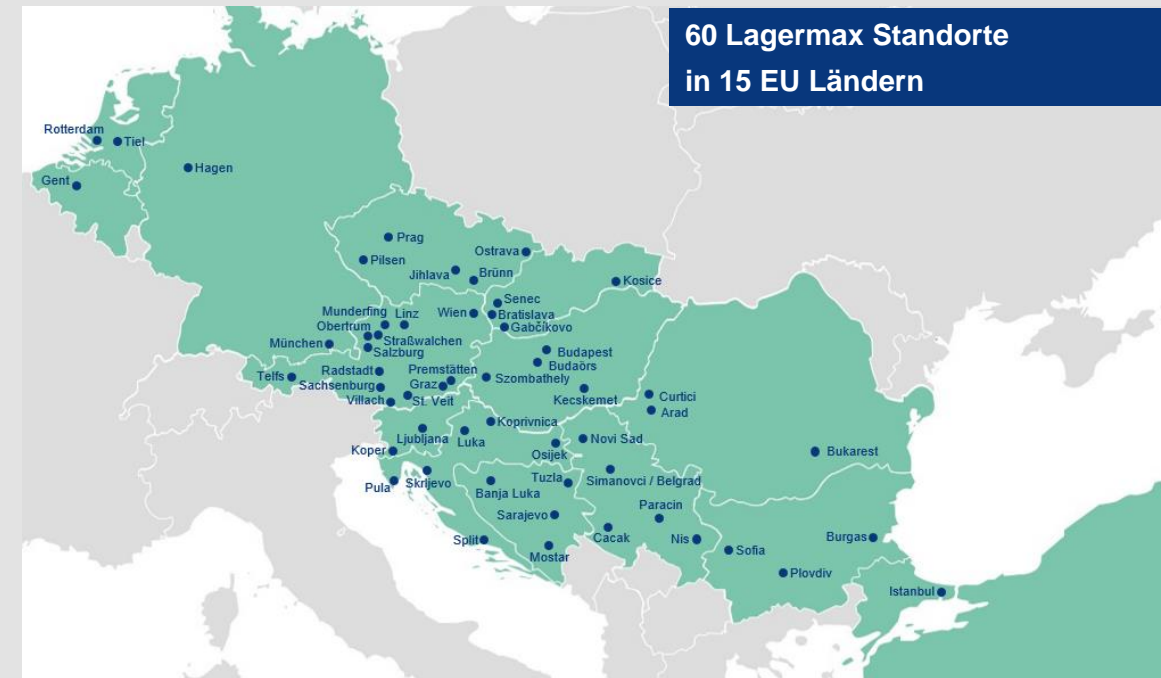 60 Lagermax Standorte
in 15 EU Ländern
Rotterdam
Tiel
Hagen
Gent
Prag
Ostrava
Pilsen
Jihlava
Brünn
Kosice
Senec
Munderfing
Linz
Wien
Bratislava
Obertrum
Gabčíkovo
München
Straßwalchen
Salzburg
Budapest
Budaörs
Radstadt
Premstätten
Telfs
Sachsenburg
Graz
Szombathely
Villach
St. Veit
Kecskemet
Curtici
Arad
Koprivnica
Ljubljana
Luka
Novi Sad
Koper
Osijek
Bukarest
Pula
Skrljevo
Tuzla
Simanovci / Belgrad
Banja Luka
Paracin
Sarajevo
Cacak
Split
Nis
Burgas
Mostar
Sofia
Plovdiv
Istanbul